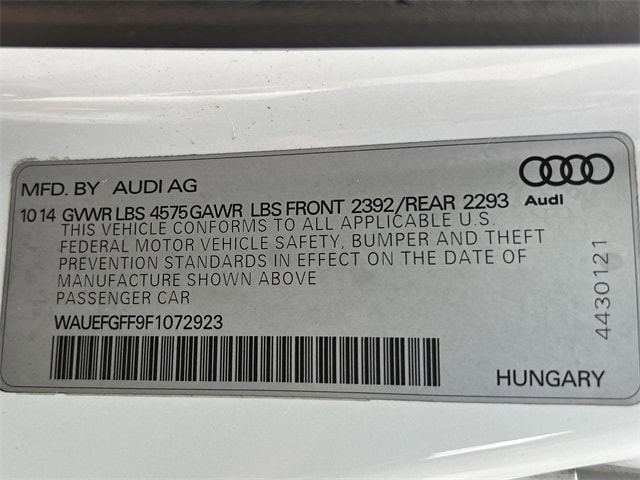 MFD. BY AUDI AG
1014 GVWR LBS 4575 GAWR LBS FRONT 2392/REAR 2293
Audi
THIS VEHICLE CONFORMS TO ALL APPLICABLE U.S.
FEDERAL MOTOR VEHICLE SAFETY, BUMPER AND THEFT
PREVENTION STANDARDS IN EFFECT ON THE DATE OF
MANUFACTURE SHOWN ABOVE
PASSENGER CAR
WAUEFGFF9F1072923
4430121
HUNGARY